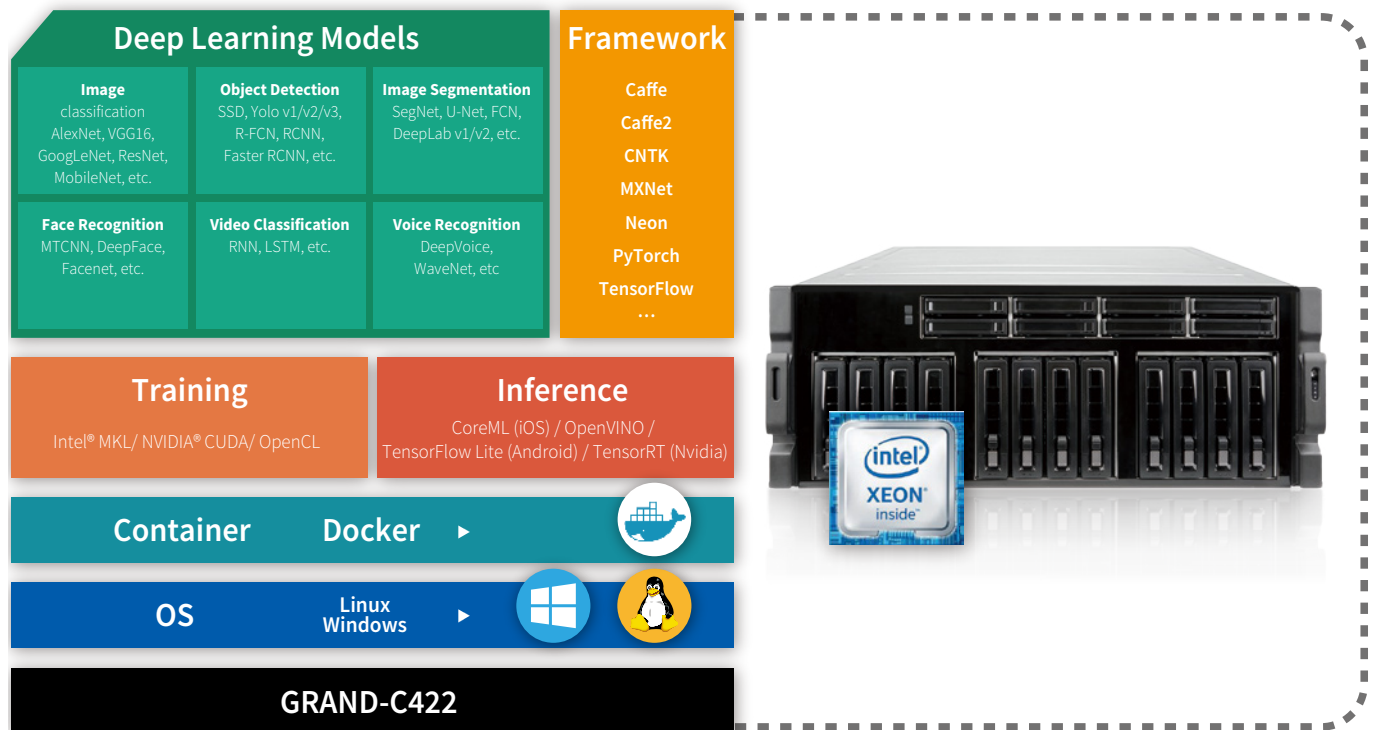 Deep Learning Models
Image
classification
AlexNet, VGG16,
GoogLeNet, ResNet,
MobileNet, etc.
Object Detection
SSD, Yolo v1/v2/v3,
R-FCN, RCNN,
Faster RCNN, etc.
Image Segmentation
SegNet, U-Net, FCN,
DeepLab v1/v2, etc.
Face Recognition
MTCNN, DeepFace,
Facenet, etc.
Video Classification
RNN, LSTM, etc.
Voice Recognition
DeepVoice,
WaveNet, etc
Framework
Caffe
Caffe2
CNTK
MXNet
Neon
PyTorch
TensorFlow
...
Training
Intel® MKL/ NVIDIA® CUDA/ OpenCL
Inference
CoreML (iOS) / OpenVINO /
TensorFlow Lite (Android) / TensorRT (Nvidia)
Container Docker
OS
Linux
Windows
GRAND-C422
intel®
XEON®
inside™